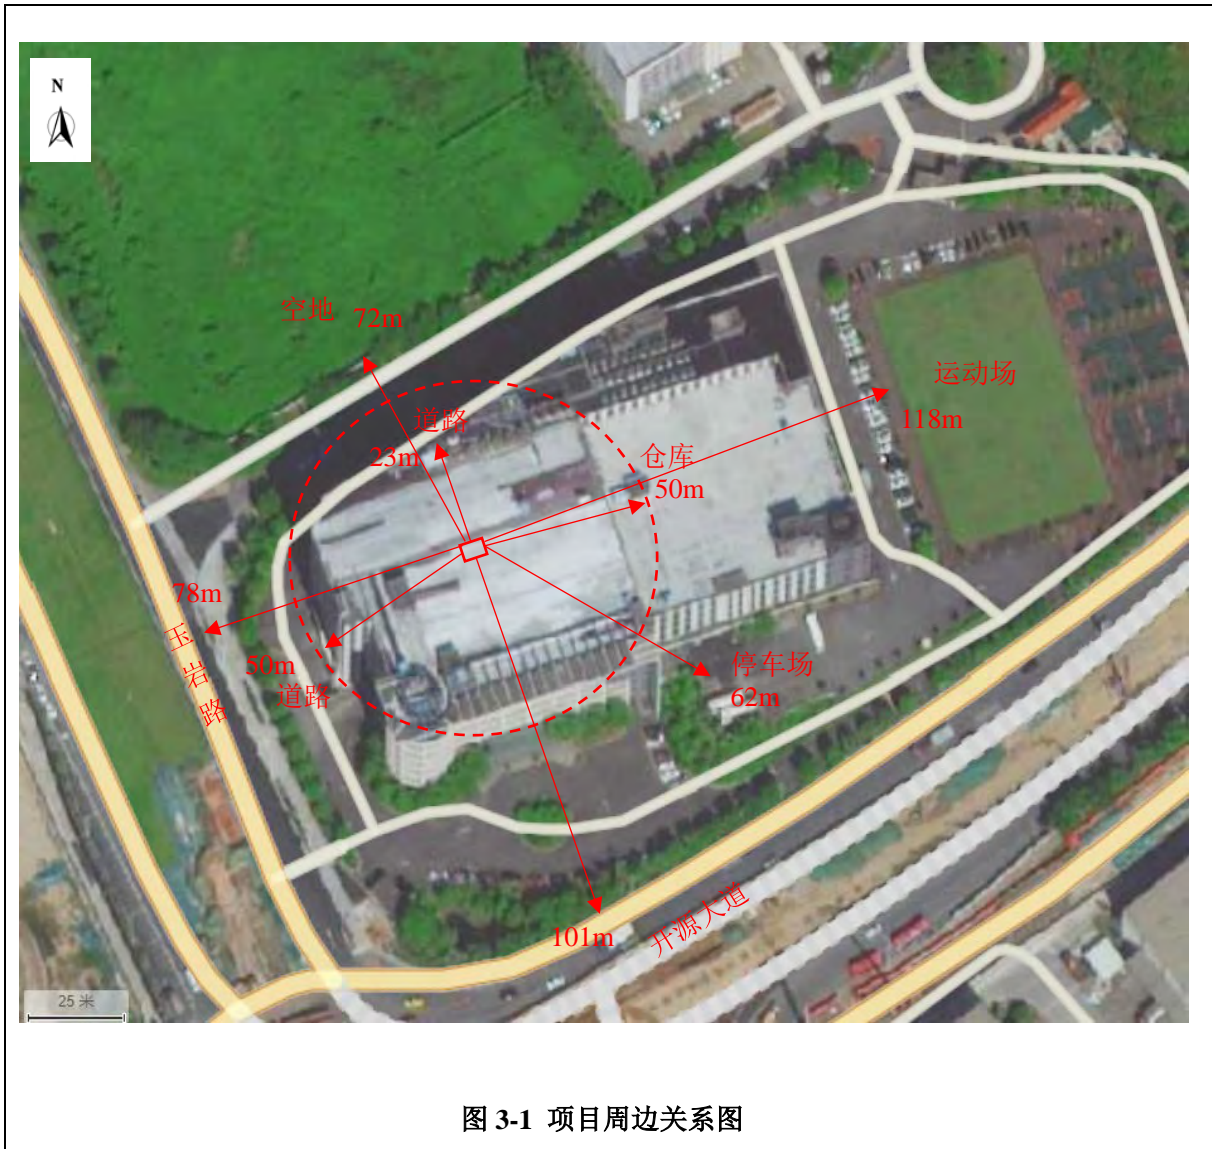 N
空地 72m
道路
23m
运动场
118m
仓库
50m
78m
玉岩路
50m
道路
停车场
62m
101m
开源大道
25 米
图 3-1 项目周边关系图